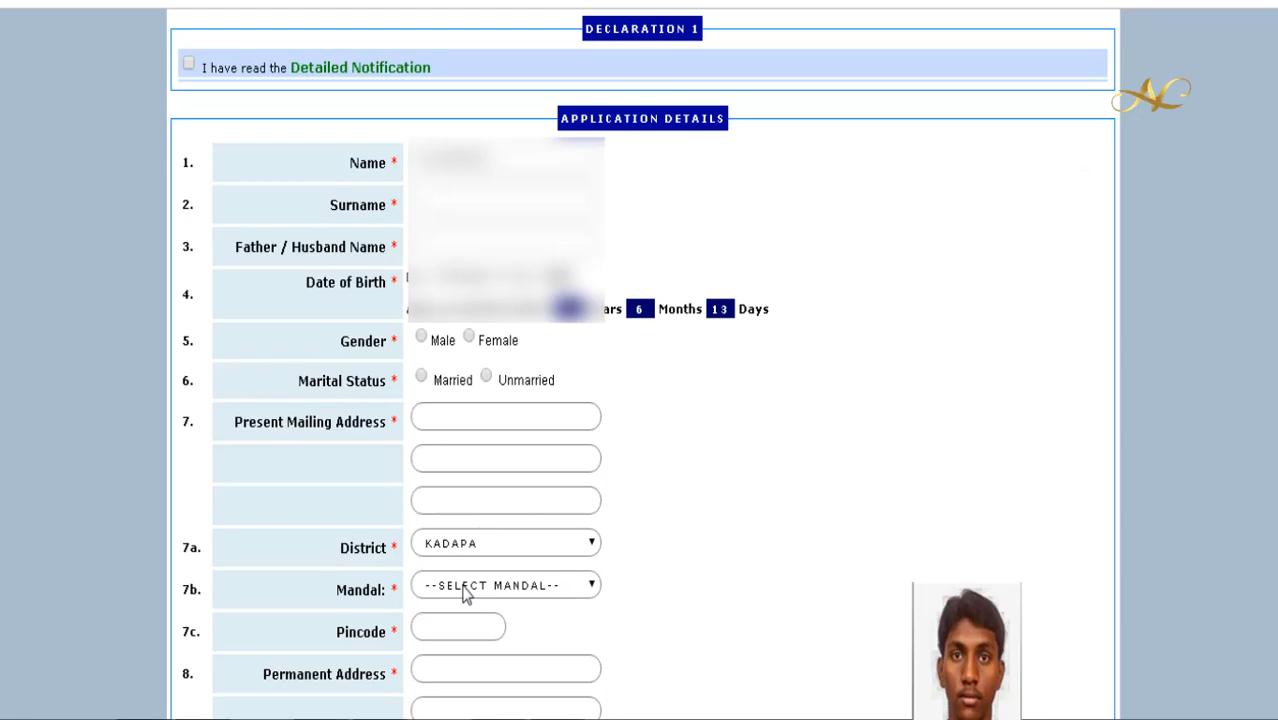 DECLARATION 1
I have read the Detailed Notification
APPLICATION DETAILS
1. Name *
2. Surname *
3. Father / Husband Name *
4. Date of Birth *
ars 6 Months 13 Days
5. Gender * Male Female
6. Marital Status * Married Unmarried
7. Present Mailing Address *
7a. District * KADAPA
7b. Mandal: * --SELECT MANDAL--
7c. Pincode *
8. Permanent Address *